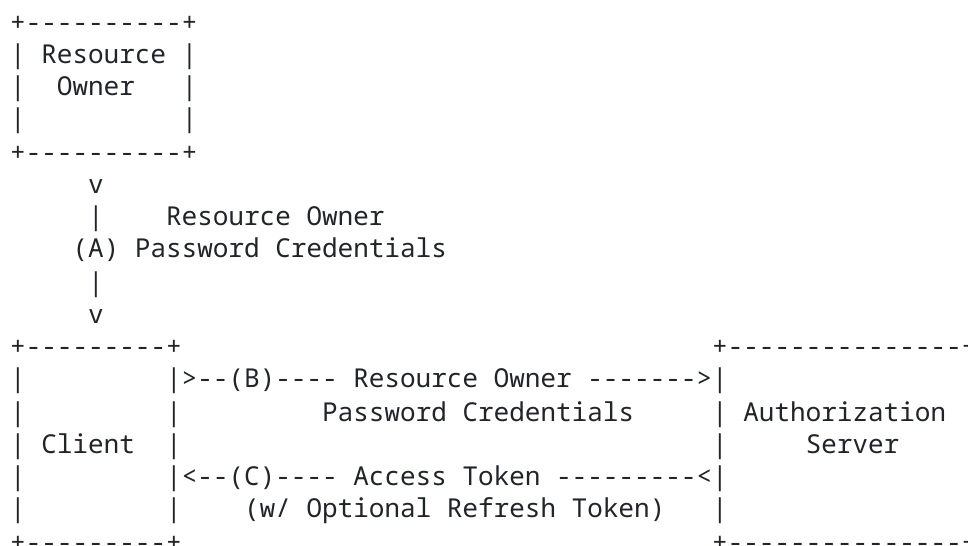 +----------+
| Resource |
|  Owner   |
|          |
+----------+
     v
     |    Resource Owner
    (A) Password Credentials
     |
     v
+---------+                                  +---------------
|         |>--(B)---- Resource Owner ------->|
|         |         Password Credentials     | Authorization
| Client  |                                  |     Server
|         |<--(C)---- Access Token ---------<|
|         |    (w/ Optional Refresh Token)   |
+---------+                                  +---------------